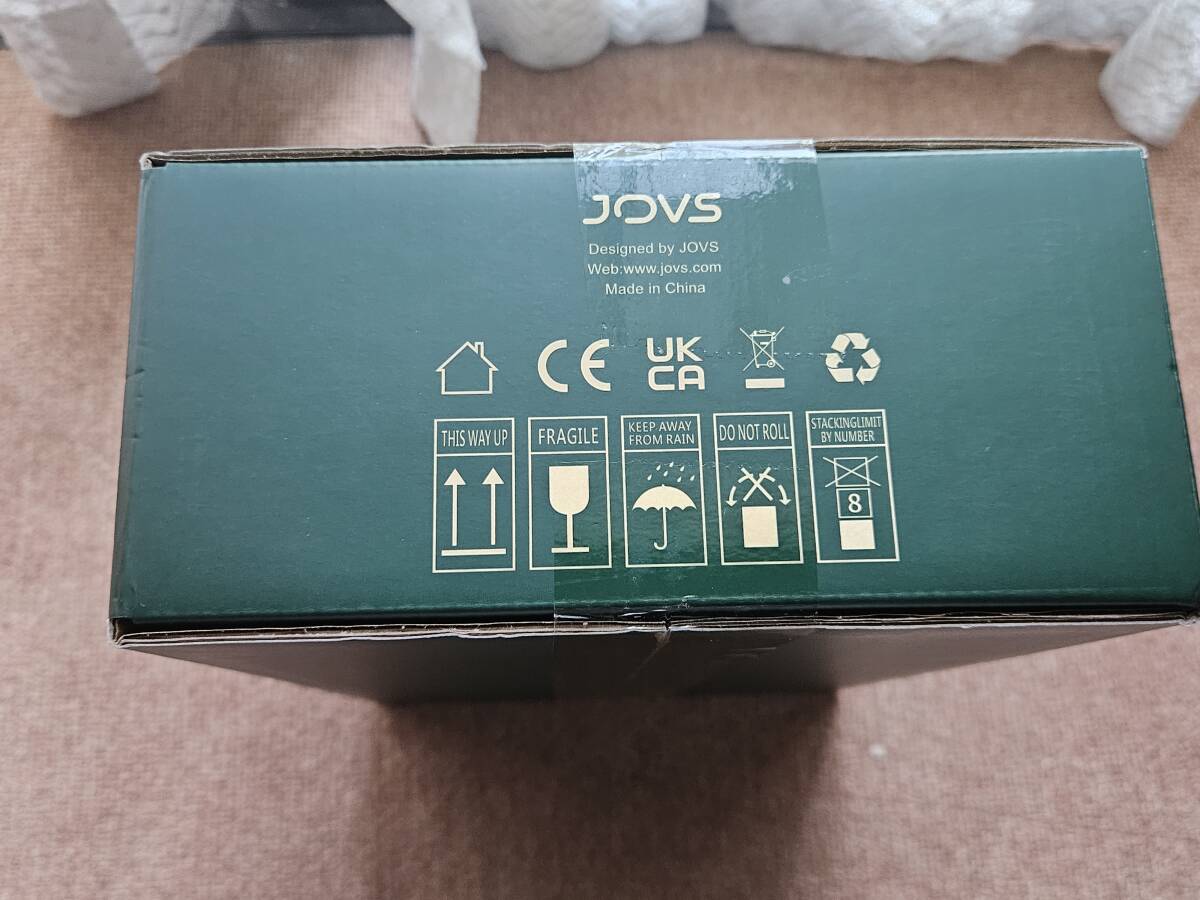 JOVS
Designed by JOVS
Web:www.jovs.com
Made in China
CE
UK
CA
THIS WAY UP
FRAGILE
KEEP AWAY
FROM RAIN
DO NOT ROLL
STACKINGLIMIT
BY NUMBER
8